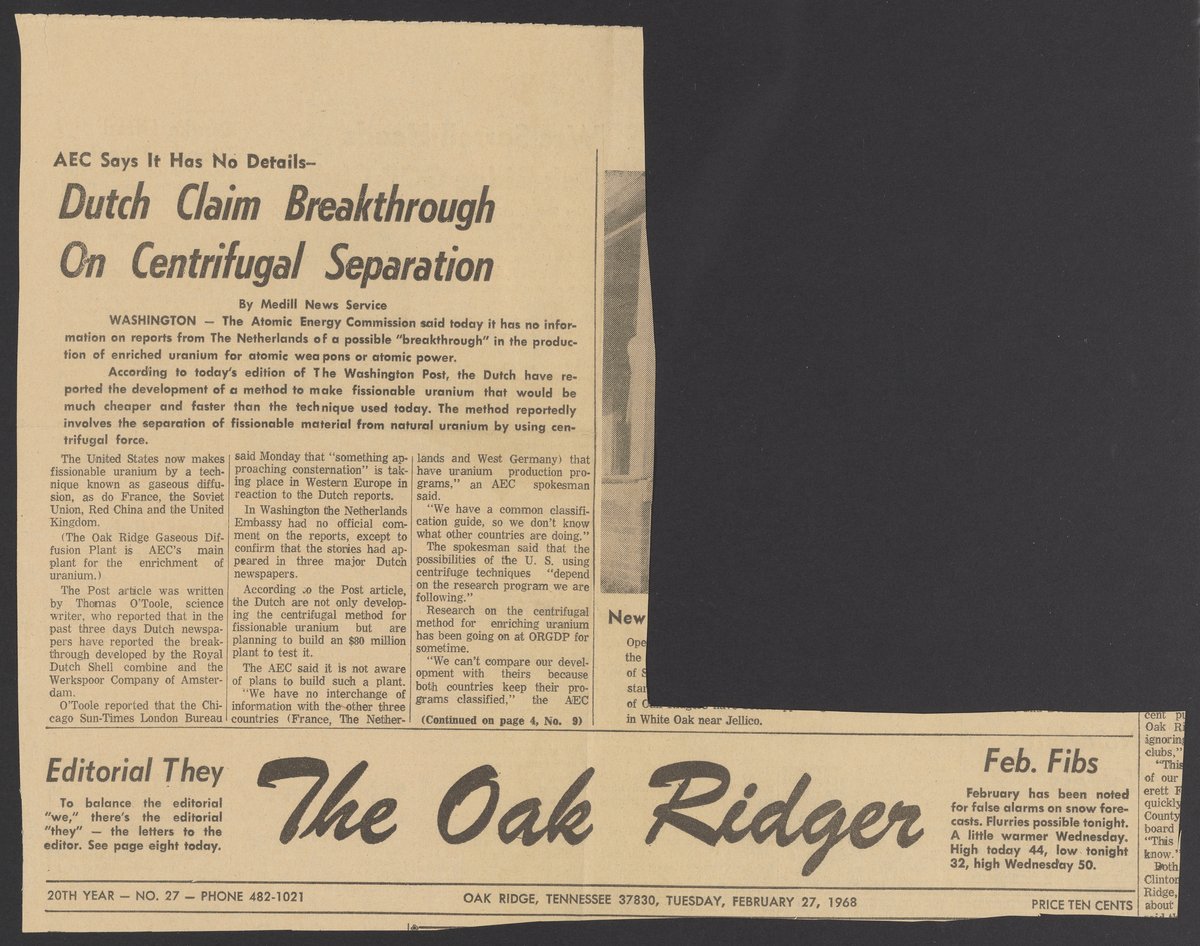 AEC Says It Has No Details—
Dutch Claim Breakthrough
On Centrifugal Separation
By Medill News Service
WASHINGTON — The Atomic Energy Commission said today it has no infor-
mation on reports from The Netherlands of a possible "breakthrough" in the produc-
tion of enriched uranium for atomic weapons or atomic power.
According to today's edition of The Washington Post, the Dutch have re-
ported the development of a method to make fissionable uranium that would be
much cheaper and faster than the technique used today. The method reportedly
involves the separation of fissionable material from natural uranium by using cen-
trifugal force.
The United States now makes
fissionable uranium by a tech-
nique known as gaseous diffu-
sion, as do France, the Soviet
Union, Red China and the United
Kingdom.
(The Oak Ridge Gaseous Dif-
fusion Plant is AEC's main
plant for the enrichment of
uranium.)
The Post article was written
by Thomas O'Toole, science
writer, who reported that in the
past three days Dutch newspa-
pers have reported the break-
through developed by the Royal
Dutch Shell combine and the
Werkspoor Company of Amster-
dam.
O'Toole reported that the Chi-
cago Sun-Times London Bureau
said Monday that "something ap-
proaching consternation" is tak-
ing place in Western Europe in
reaction to the Dutch reports.
In Washington the Netherlands
Embassy had no official com-
ment on the reports, except to
confirm that the stories had ap-
peared in three major Dutch
newspapers.
According .o the Post article,
the Dutch are not only develop-
ing the centrifugal method for
fissionable uranium but are
planning to build an $80 million
plant to test it.
The AEC said it is not aware
of plans to build such a plant.
"We have no interchange of
information with the other three
countries (France, The Nether-
lands and West Germany) that
have uranium production pro-
grams," an AEC spokesman
said.
"We have a common classifi-
cation guide, so we don't know
what other countries are doing."
The spokesman said that the
possibilities of the U. S. using
centrifuge techniques "depend
on the research program we are
following."
Research on the centrifugal
method for enriching uranium
has been going on at ORGDP for
sometime.
"We can't compare our devel-
opment with theirs because
both countries keep their pro-
grams classified," the AEC
(Continued on page 4, No. 9)
New
Ope
the
of S
star
of
in White Oak near Jellico.
Editorial They
To balance the editorial
"we," there's the editorial
"they" — the letters to the
editor. See page eight today.
The Oak Ridger
Feb. Fibs
February has been noted
for false alarms on snow fore-
casts. Flurries possible tonight.
A little warmer Wednesday.
High today 44, low tonight
32, high Wednesday 50.
20TH YEAR — NO. 27 — PHONE 482-1021
OAK RIDGE, TENNESSEE 37830, TUESDAY, FEBRUARY 27, 1968
PRICE TEN CENTS
cent pu
Oak Ri
ignoring
clubs,"
"This
of our
erett F
quickly
County
board
"This
know."
Both
Clinton
Ridge,
about